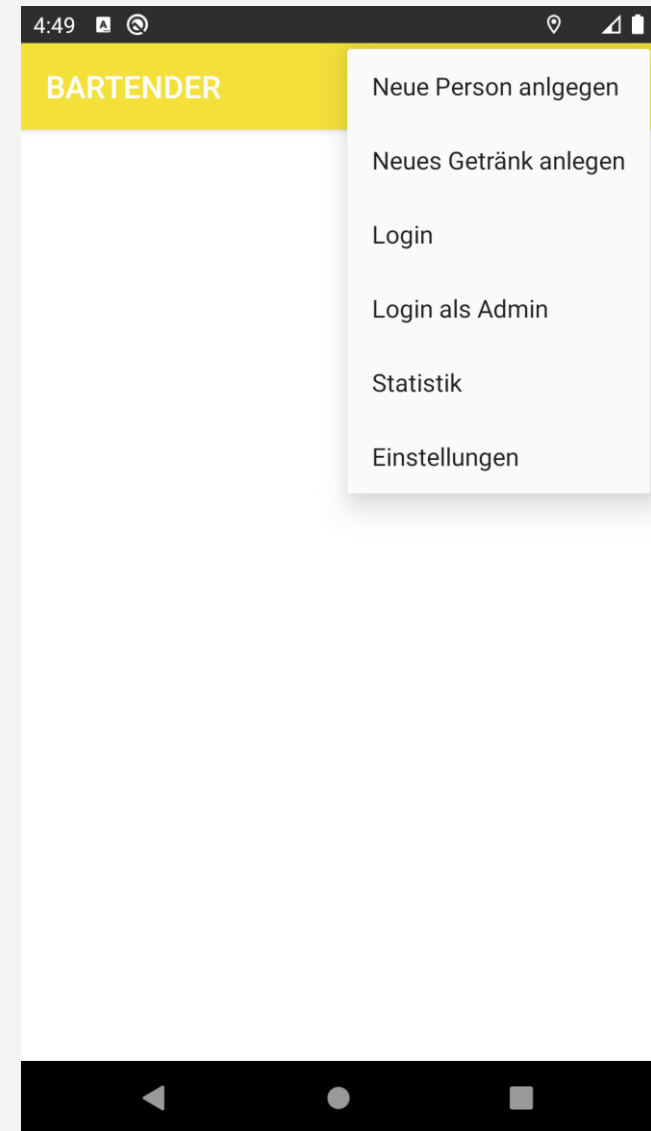 4:49
BARTENDER
Neue Person anlgegen
Neues Getränk anlegen
Login
Login als Admin
Statistik
Einstellungen